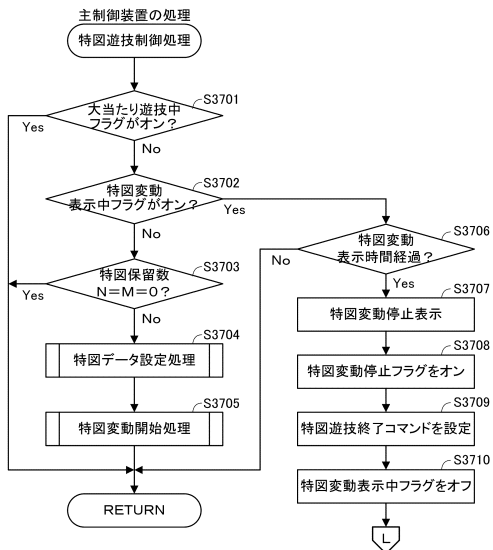 主制御装置の処理
特図遊技制御処理
S3701
大当たり遊技中
フラグがオン？
Yes
No
S3702
特図変動
表示中フラグがオン？
Yes
No
S3703
特図保留数
N＝M＝0？
Yes
No
S3704
特図データ設定処理
S3705
特図変動開始処理
RETURN
S3706
特図変動
表示時間経過？
No
Yes
S3707
特図変動停止表示
S3708
特図変動停止フラグをオン
S3709
特図遊技終了コマンドを設定
S3710
特図変動表示中フラグをオフ
L